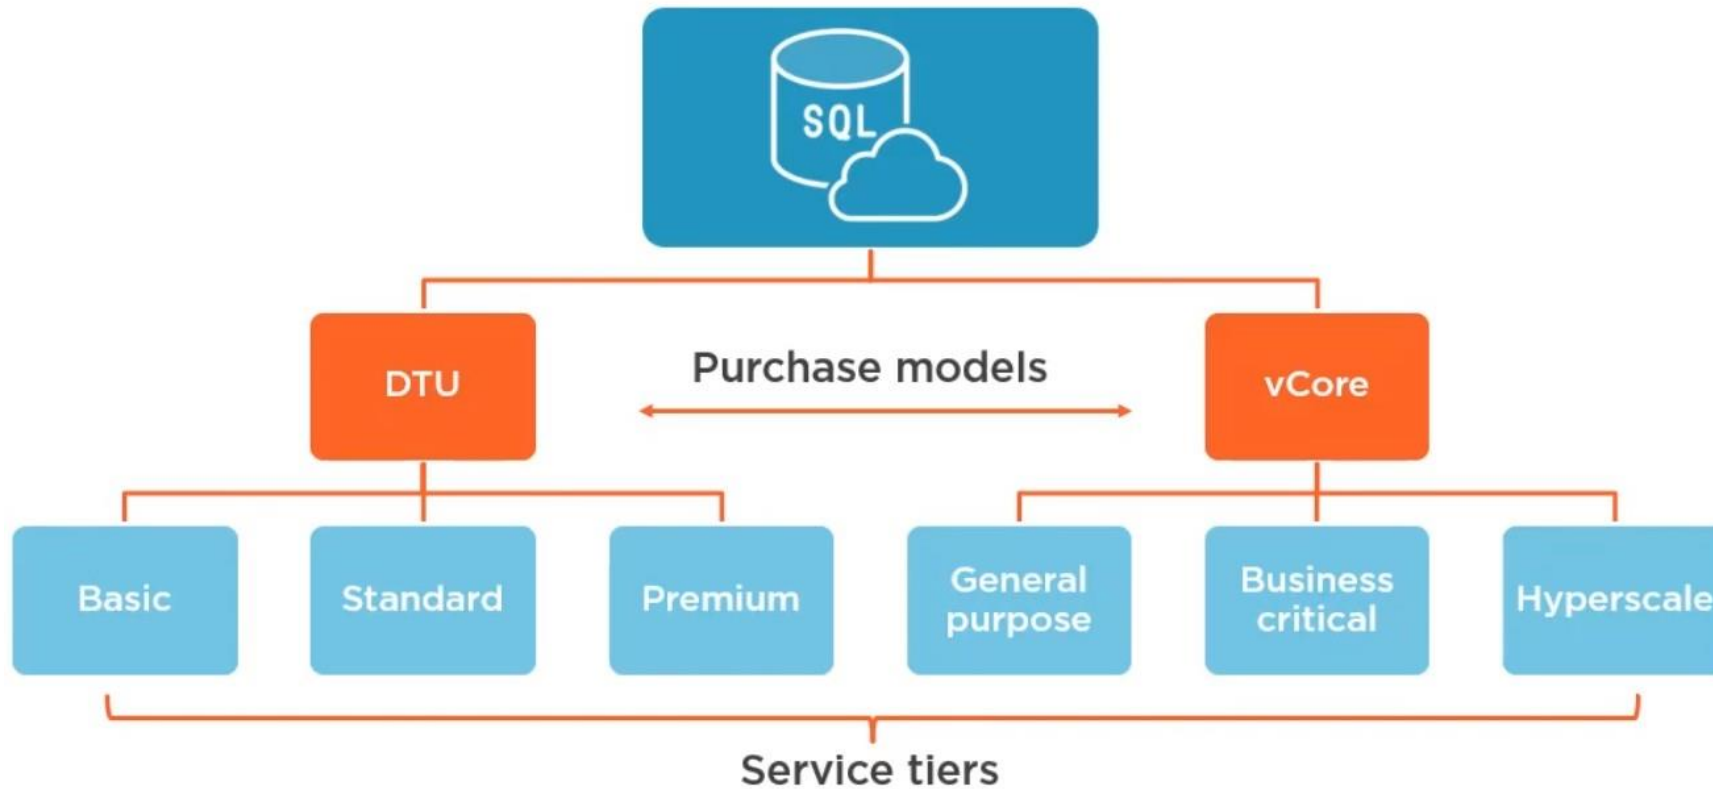 SQL
Purchase models
DTU
vCore
Basic
Standard
Premium
General
purpose
Business
critical
Hyperscale
Service tiers